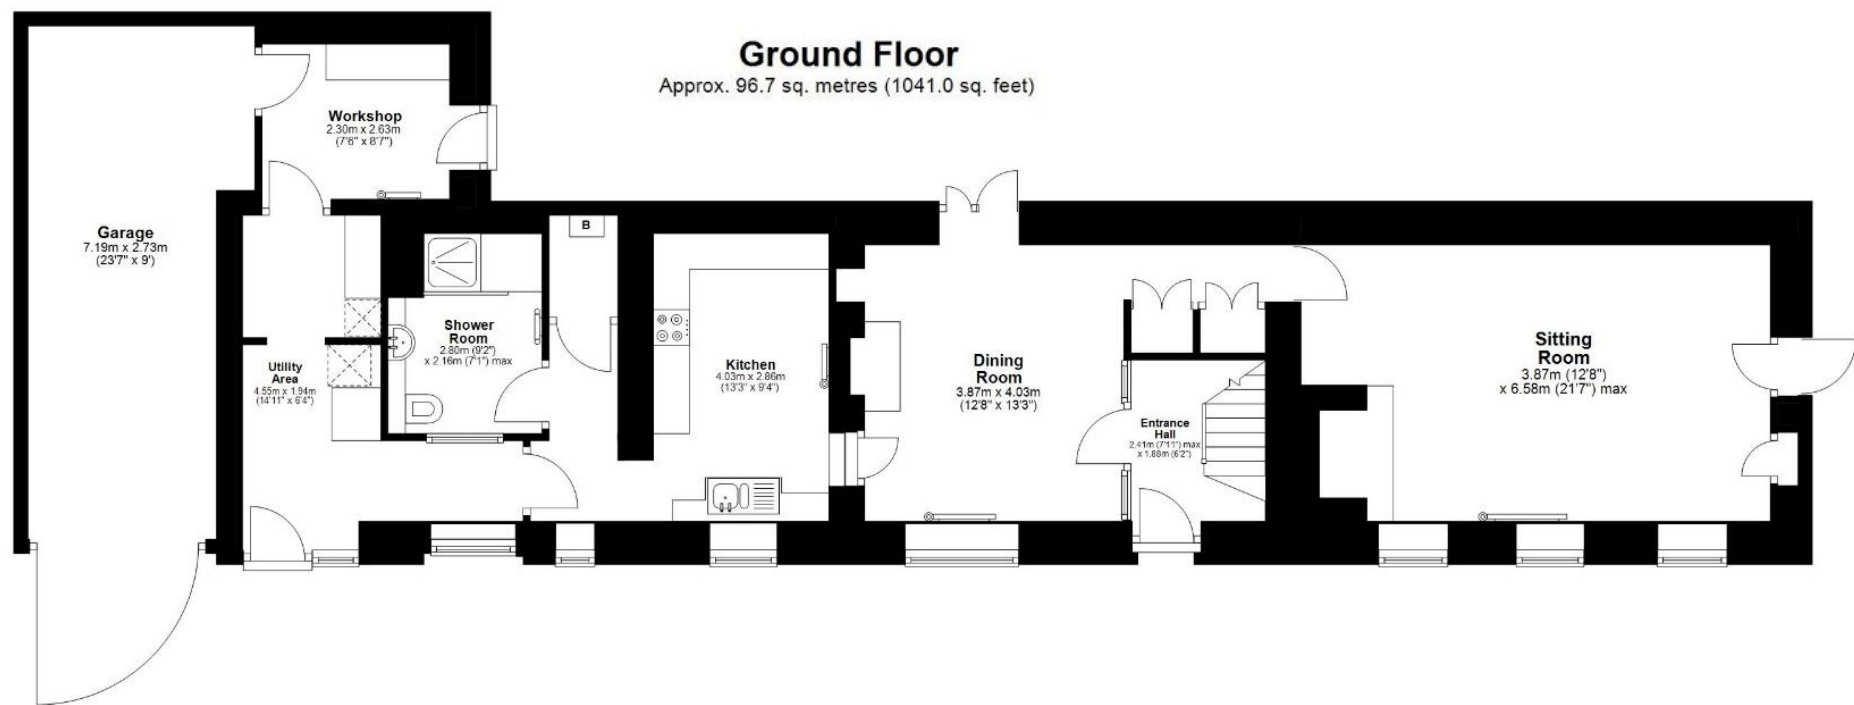 Ground Floor
Approx. 96.7 sq. metres (1041.0 sq. feet)
Workshop
2.30m x 2.63m
(7'6" x 8'7")
Garage
7.19m x 2.73m
(23'7" x 9')
B
Shower
Room
2.80m (9'2")
x 2.16m (7'1") max
Utility
Area
4.55m x 1.94m
(14'11" x 6'4")
Kitchen
4.03m x 2.86m
(13'3" x 9'4")
Dining
Room
3.87m x 4.03m
(12'8" x 13'3")
Entrance
Hall
2.41m (7'11") max
x 1.88m (6'2")
Sitting
Room
3.87m (12'8")
x 6.58m (21'7") max